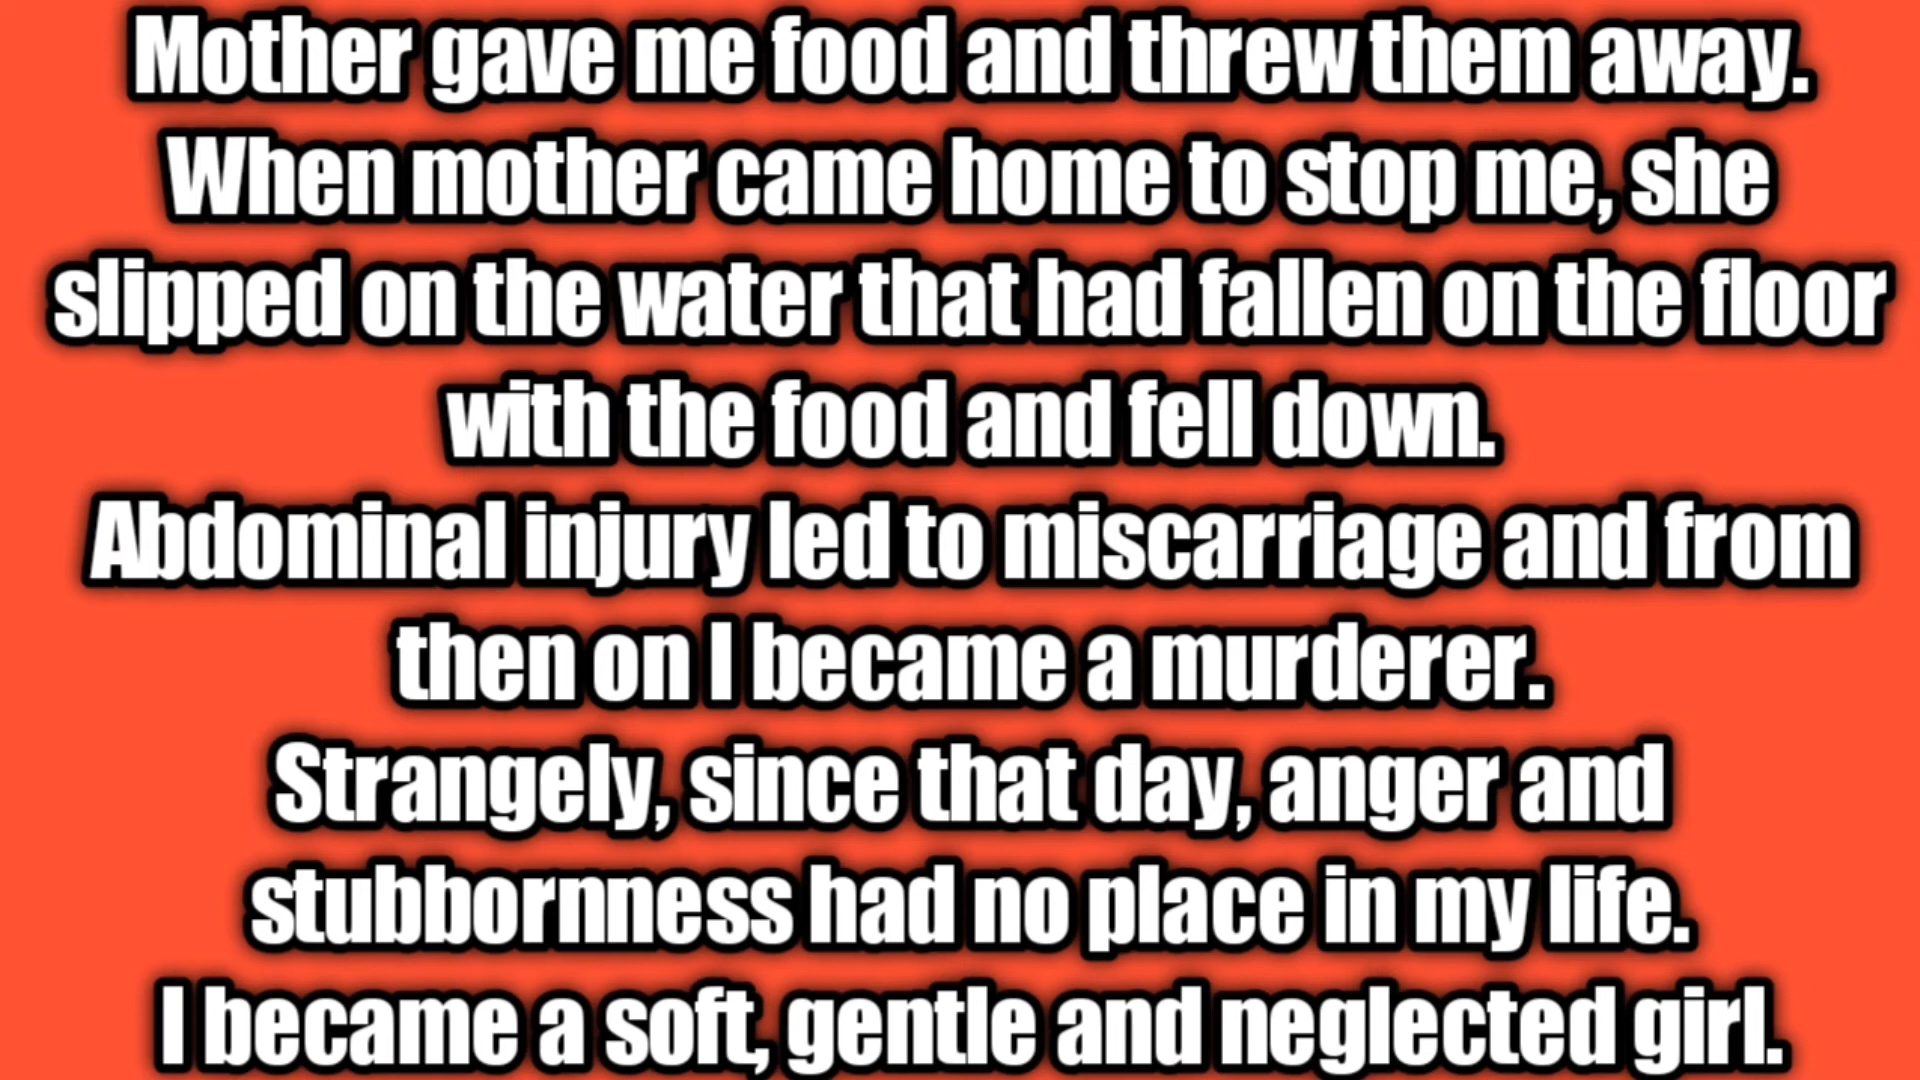 Mother gave me food and threw them away.
When mother came home to stop me, she
slipped on the water that had fallen on the floor
with the food and fell down.
Abdominal injury led to miscarriage and from
then on I became a murderer.
Strangely, since that day, anger and
stubbornness had no place in my life.
I became a soft, gentle and neglected girl.